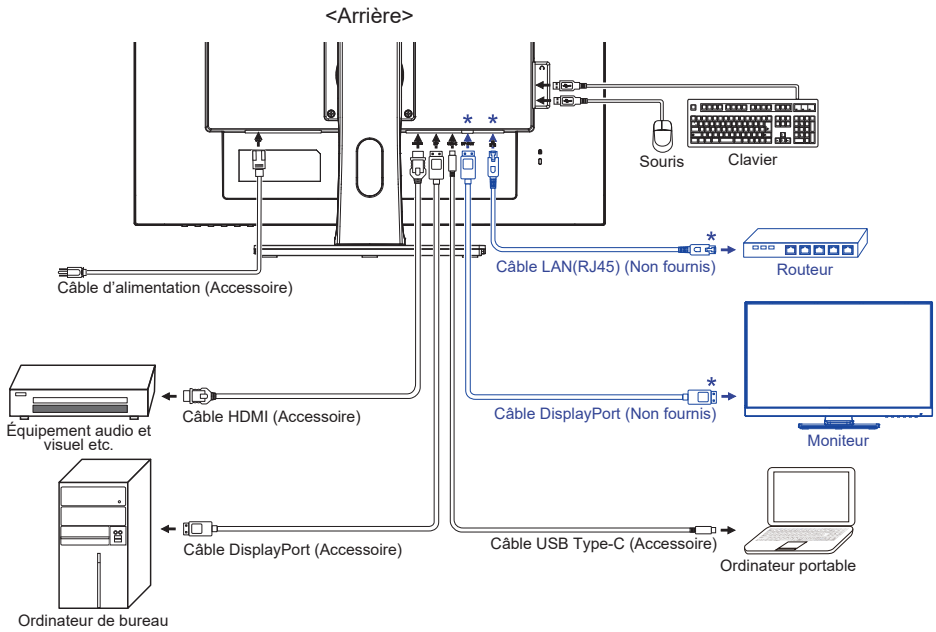 <Arrière>
* *
Souris
Clavier
*
Câble LAN(RJ45) (Non fournis)
Routeur
Câble d'alimentation (Accessoire)
Câble HDMI (Accessoire)
*
Câble DisplayPort (Non fournis)
Équipement audio et
visuel etc.
Moniteur
Câble DisplayPort (Accessoire)
Câble USB Type-C (Accessoire)
Ordinateur portable
Ordinateur de bureau